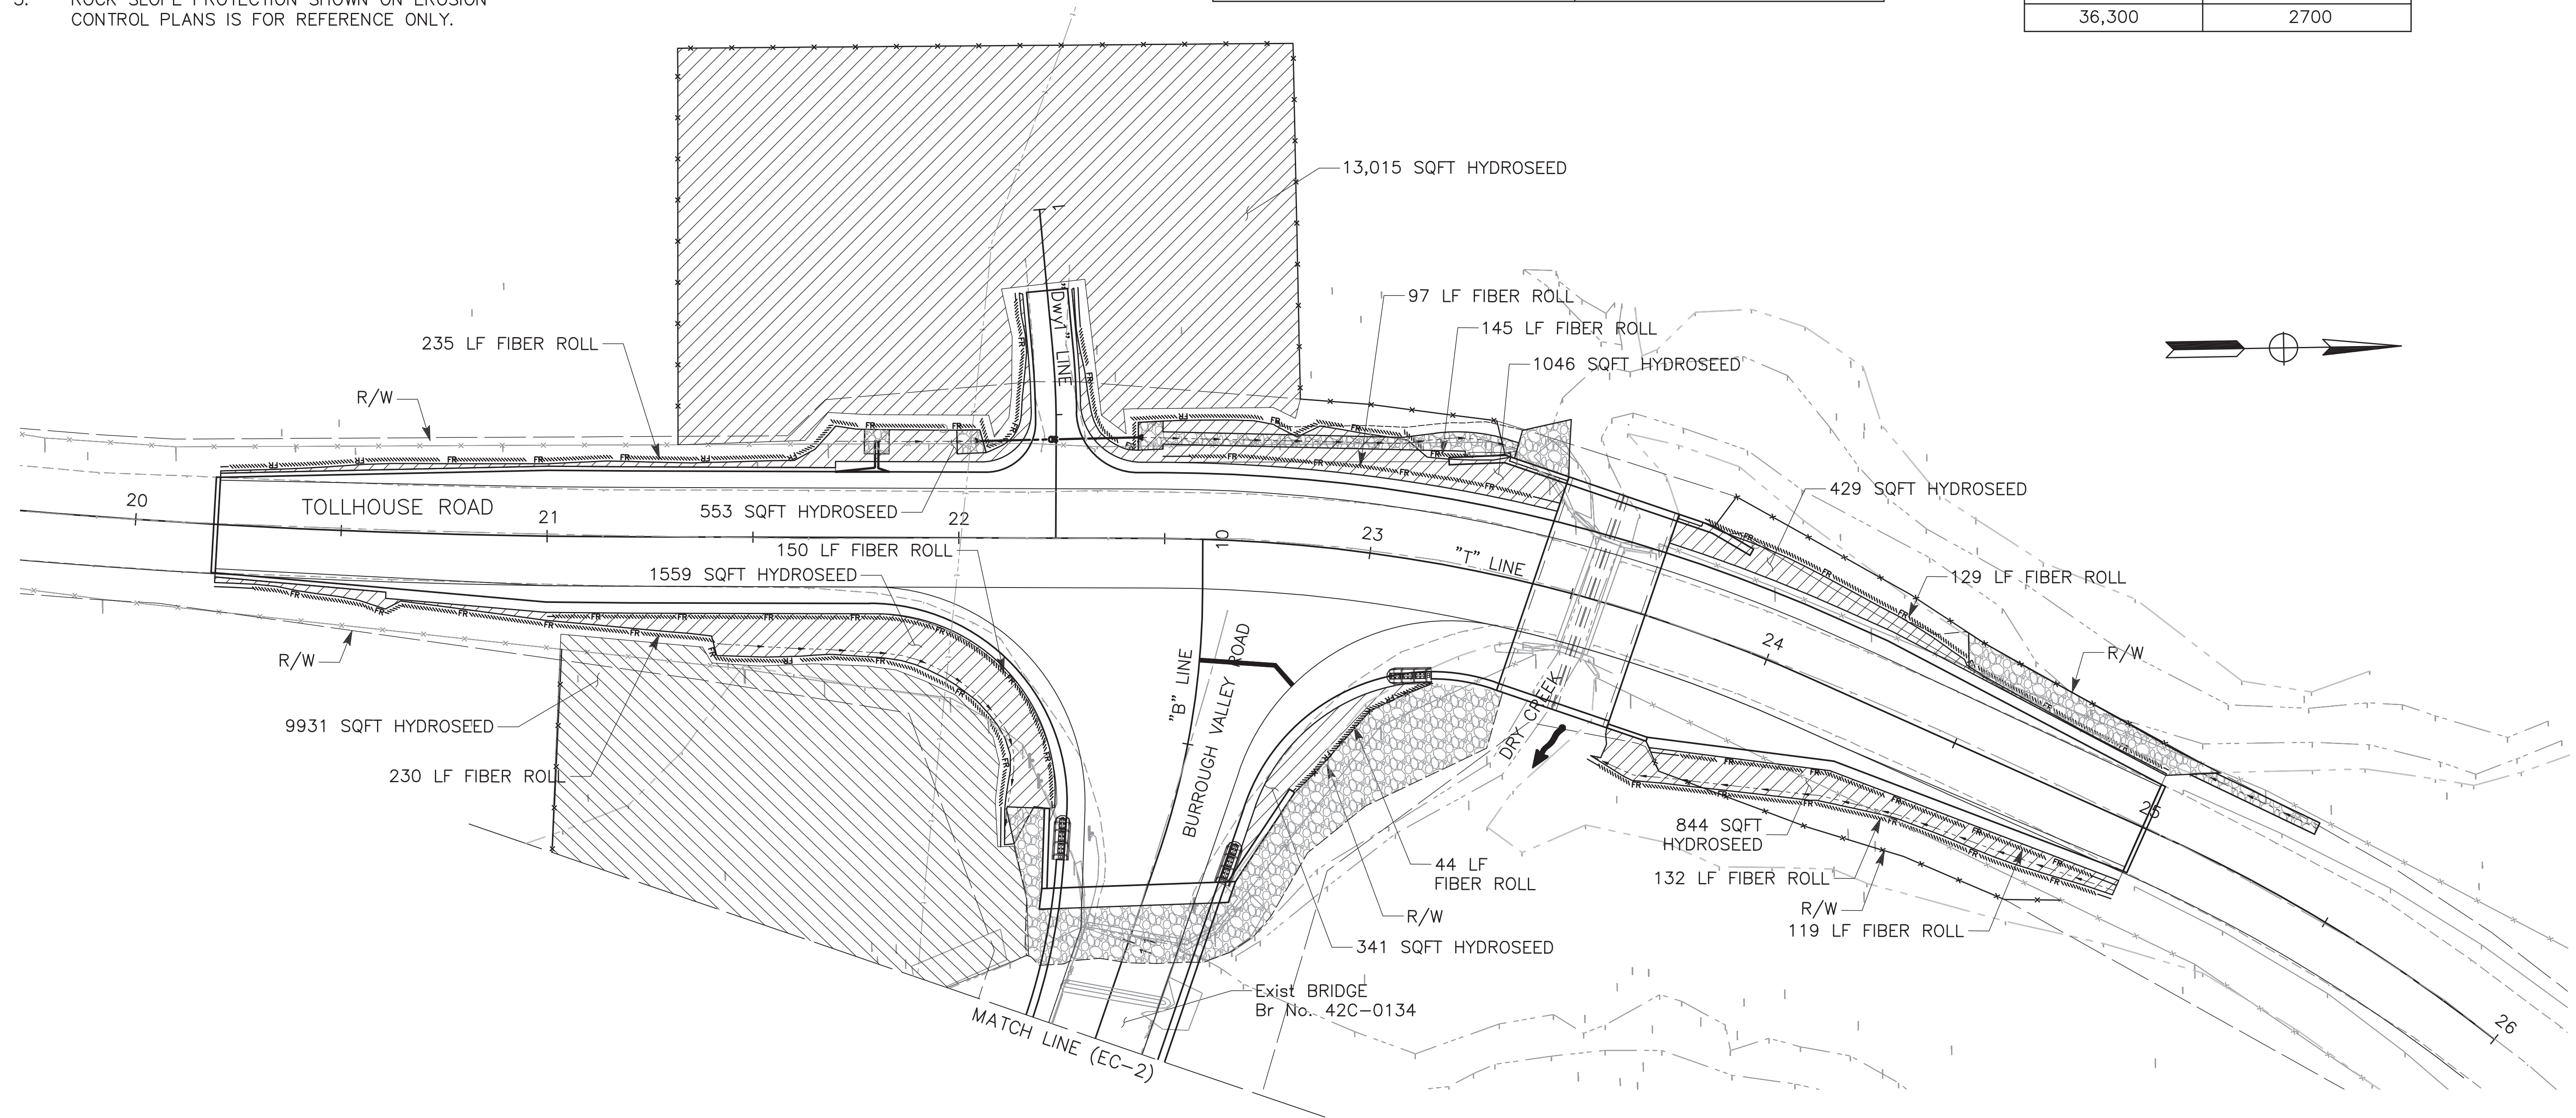 3. ROCK SLOPE PROTECTION SHOWN ON EROSION
CONTROL PLANS IS FOR REFERENCE ONLY.
36,300 2700
13,015 SQFT HYDROSEED
1
"Dwy1" LINE
97 LF FIBER ROLL
145 LF FIBER ROLL
1046 SQFT HYDROSEED
235 LF FIBER ROLL
R/W
20
TOLLHOUSE ROAD
21
553 SQFT HYDROSEED
22
150 LF FIBER ROLL
1559 SQFT HYDROSEED
10
23
"T" LINE
429 SQFT HYDROSEED
129 LF FIBER ROLL
24
R/W
R/W
9931 SQFT HYDROSEED
230 LF FIBER ROLL
"B" LINE
BURROUGH VALLEY ROAD
DRY CREEK
25
844 SQFT
HYDROSEED
132 LF FIBER ROLL
R/W
119 LF FIBER ROLL
44 LF
FIBER ROLL
R/W
341 SQFT HYDROSEED
11
Exist BRIDGE
Br No. 42C-0134
MATCH LINE (EC-2)
26
FR